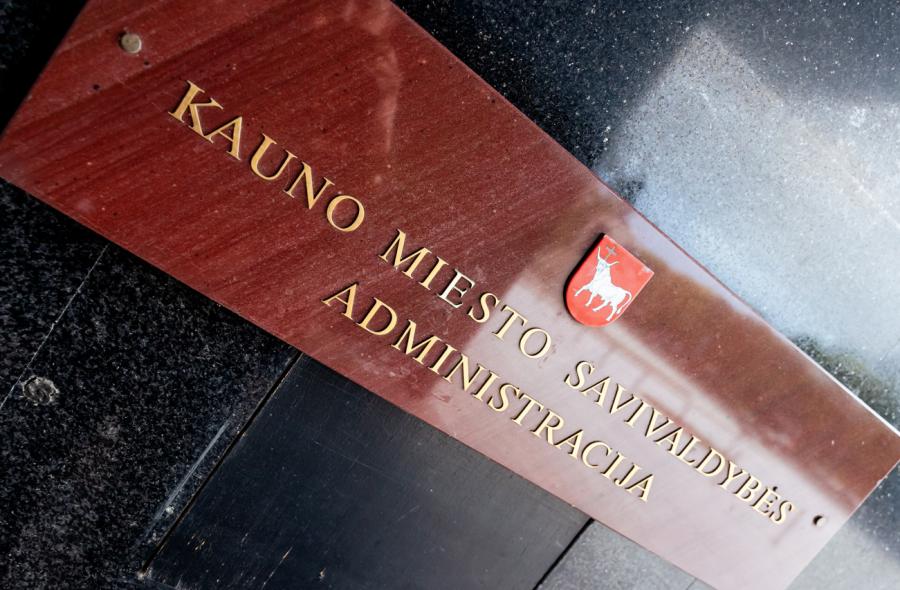 KAUNO MIESTO SAVIVALDYBĖS
ADMINISTRACIJA